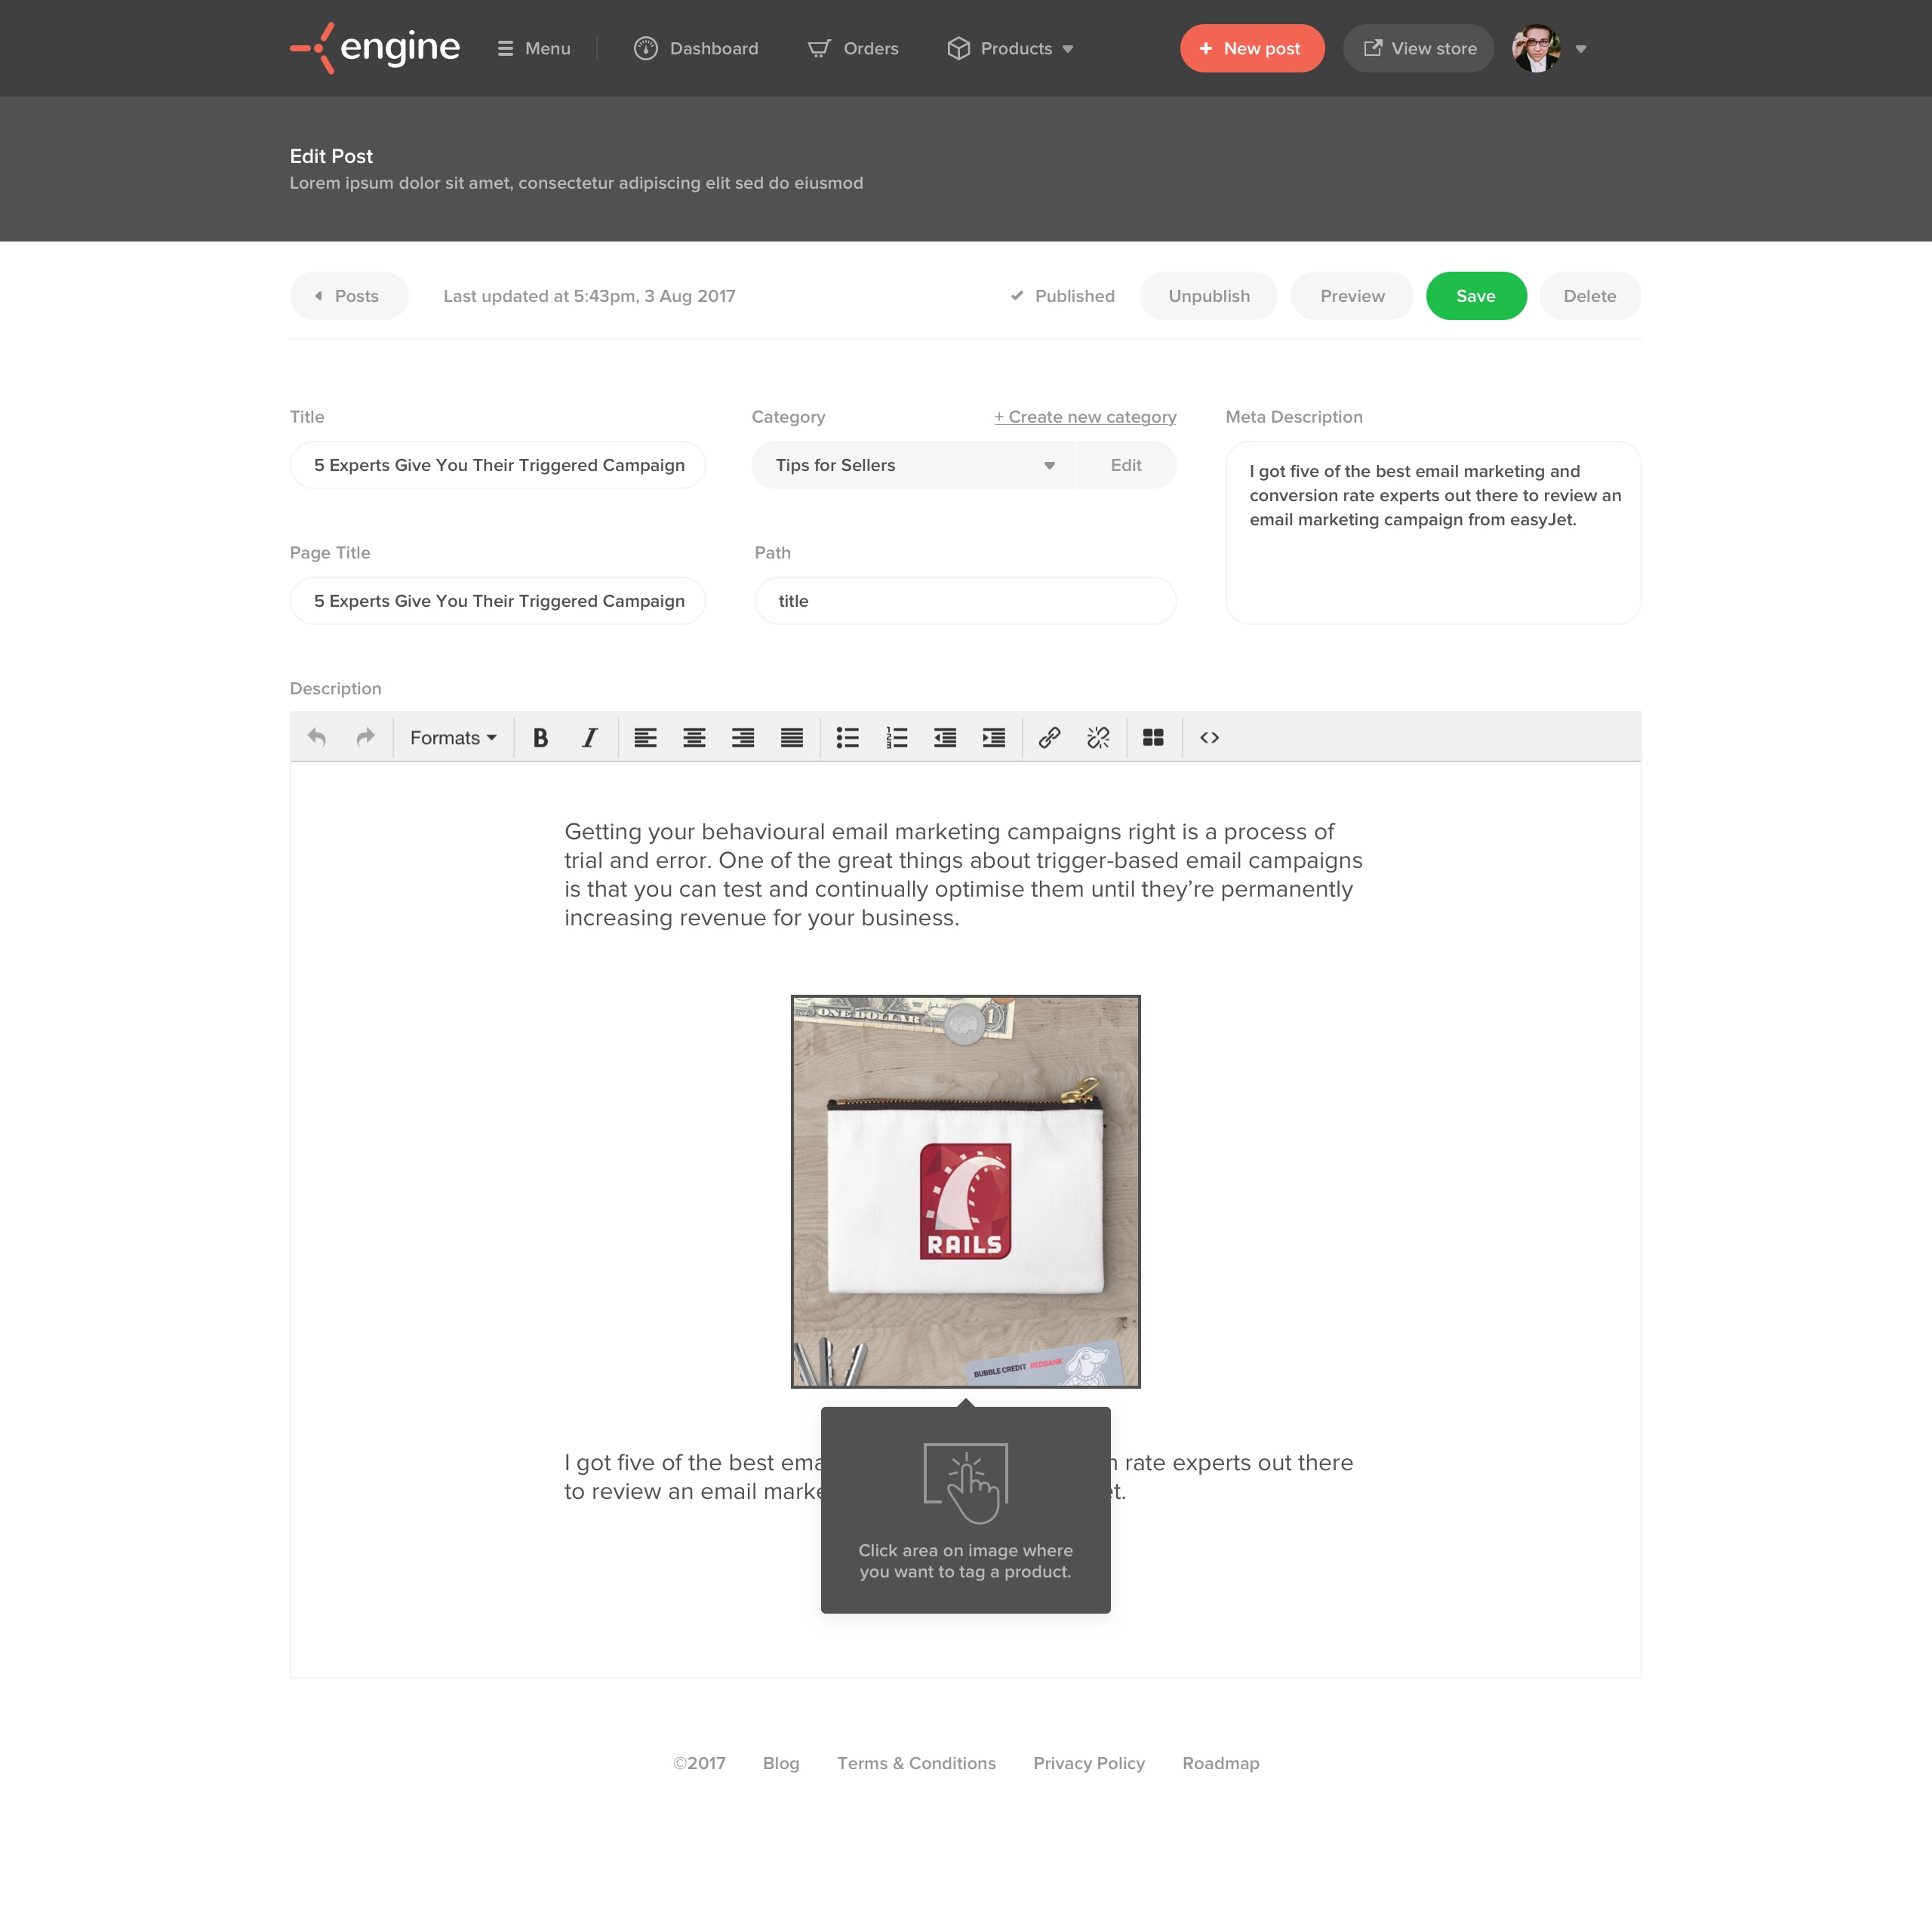 engine
Menu
Dashboard
Orders
Products
+ New post
View store
Edit Post
Lorem ipsum dolor sit amet, consectetur adipiscing elit sed do eiusmod
Posts
Last updated at 5:43pm, 3 Aug 2017
Published
Unpublish
Preview
Save
Delete
Title
5 Experts Give You Their Triggered Campaign
Category
+ Create new category
Tips for Sellers
Edit
Meta Description
I got five of the best email marketing and
conversion rate experts out there to review an
email marketing campaign from easyJet.
Page Title
5 Experts Give You Their Triggered Campaign
Path
title
Description
Formats
B
I
<>
Getting your behavioural email marketing campaigns right is a process of
trial and error. One of the great things about trigger-based email campaigns
is that you can test and continually optimise them until they’re permanently
increasing revenue for your business.
ONE DOLLAR
1
RAILS
BUBBLE CREDIT REDBANK
I got five of the best ema
n rate experts out there
to review an email marke
et.
Click area on image where
you want to tag a product.
©2017
Blog
Terms & Conditions
Privacy Policy
Roadmap